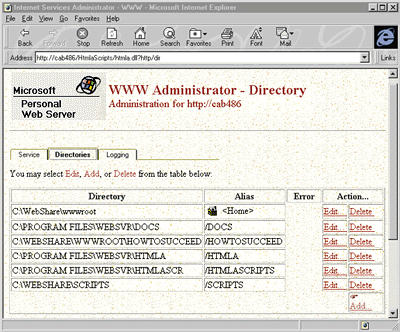 Internet Services Administrator - WWW - Microsoft Internet Explorer
File Edit View Go Favorites Help
Back Forward Stop Refresh Home Search Favorites Print Font Mail
Address http://cab486/HtmlaScripts/htmla.dll?http/dir Links
Microsoft
Personal
Web Server
WWW Administrator - Directory
Administration for http://cab486
Service Directories Logging
You may select Edit, Add, or Delete from the table below:
Directory Alias Error Action...
C:\WebShare\wwwroot <Home> Edit... Delete
C:\PROGRAM FILES\WEBSVR\DOCS /DOCS Edit... Delete
C:\WEBSHARE\WWWROOT\HOWTOSUCCEED /HOWTOSUCCEED Edit... Delete
C:\PROGRAM FILES\WEBSVR\HTMLA /HTMLA Edit... Delete
C:\PROGRAM FILES\WEBSVR\HTMLASCR /HTMLASCRIPTS Edit... Delete
C:\WEBSHARE\SCRIPTS /SCRIPTS Edit... Delete
Add...